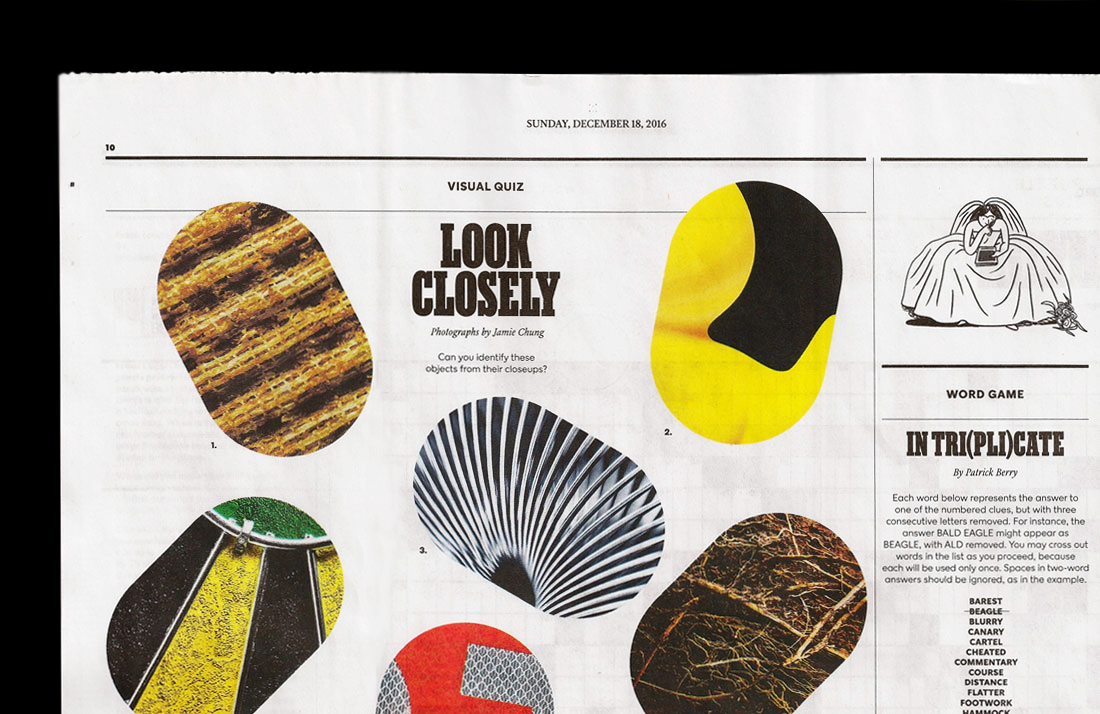 SUNDAY, DECEMBER 18, 2016
10
VISUAL QUIZ
LOOK
CLOSELY
Photographs by Jamie Chung
Can you identify these
objects from their closeups?
1.
2.
3.
WORD GAME
IN TRI(PLI)CATE
By Patrick Berry
Each word below represents the answer to
one of the numbered clues, but with three
consecutive letters removed. For instance, the
answer BALD EAGLE might appear as
BEAGLE, with ALD removed. You may cross out
words in the list as you proceed, because
each will be used only once. Spaces in two-word
answers should be ignored, as in the example.
BAREST
BEAGLE
BLURRY
CANARY
CARTEL
CHEATED
COMMENTARY
COURSE
DISTANCE
FLATTER
FOOTWORK
HAMMOCK